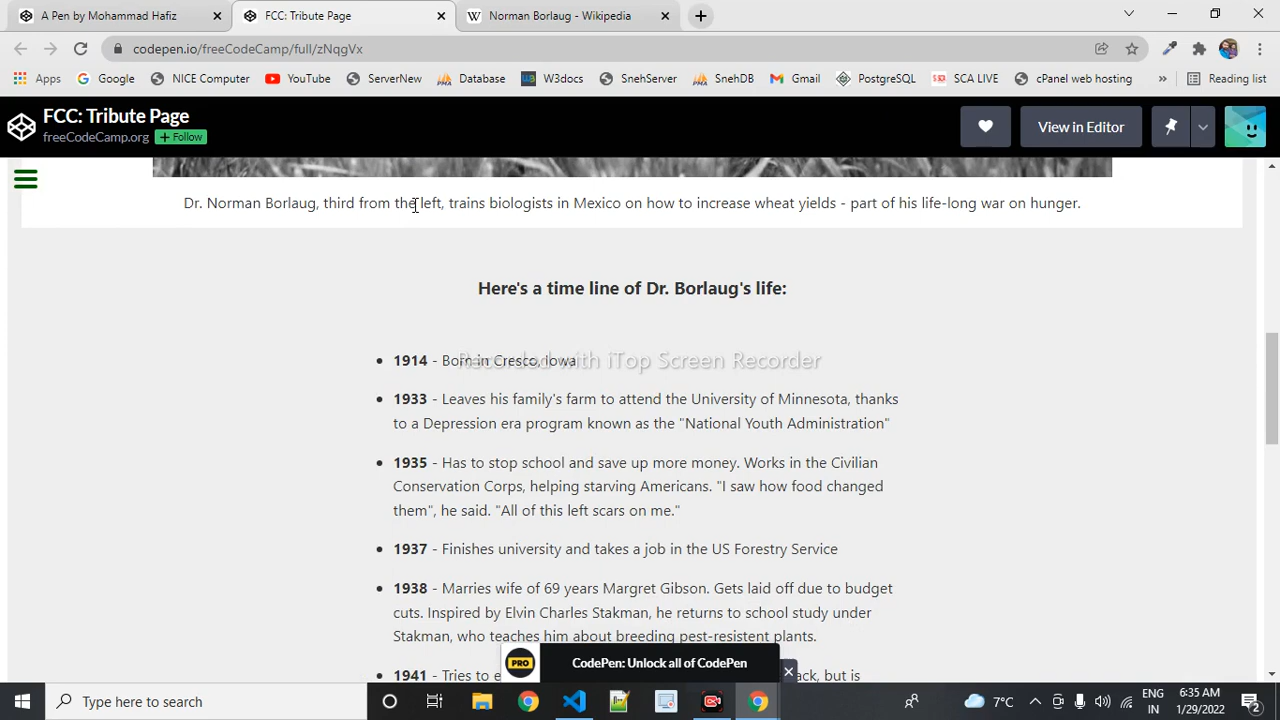 A Pen by Mohammad Hafiz
FCC: Tribute Page
Norman Borlaug - Wikipedia
codepen.io/freeCodeCamp/full/zNqgVx
Apps
Google
NICE Computer
YouTube
ServerNew
Database
W3docs
SnehServer
SnehDB
Gmail
PostgreSQL
SCA LIVE
cPanel web hosting
»
Reading list
FCC: Tribute Page
freeCodeCamp.org
+ Follow
View in Editor
Dr. Norman Borlaug, third from the left, trains biologists in Mexico on how to increase wheat yields - part of his life-long war on hunger.
Here's a time line of Dr. Borlaug's life:
Recorded with iTop Screen Recorder
• 1914 - Born in Cresco, Iowa
• 1933 - Leaves his family's farm to attend the University of Minnesota, thanks
to a Depression era program known as the "National Youth Administration"
• 1935 - Has to stop school and save up more money. Works in the Civilian
Conservation Corps, helping starving Americans. "I saw how food changed
them", he said. "All of this left scars on me."
• 1937 - Finishes university and takes a job in the US Forestry Service
• 1938 - Marries wife of 69 years Margret Gibson. Gets laid off due to budget
cuts. Inspired by Elvin Charles Stakman, he returns to school study under
Stakman, who teaches him about breeding pest-resistent plants.
PRO
CodePen: Unlock all of CodePen
• 1941 - Tries to
but is
Type here to search
7°C
ENG
IN
6:35 AM
1/29/2022
2